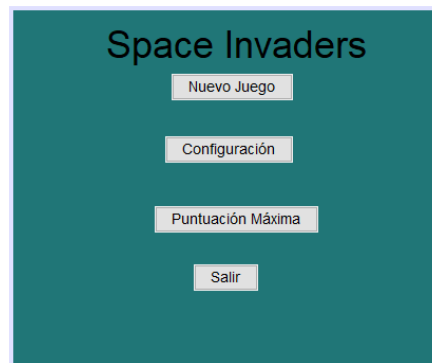 Space Invaders
Nuevo Juego
Configuración
Puntuación Máxima
Salir